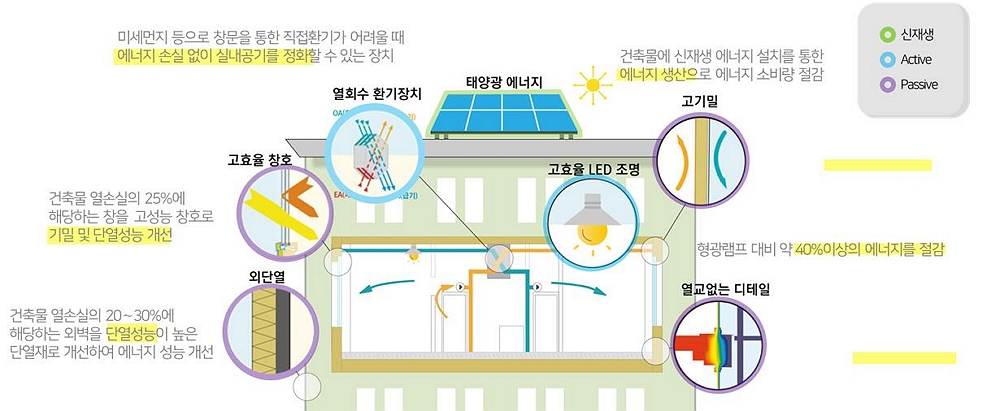 미세먼지 등으로 창문을 통한 직접환기가 어려울 때
에너지 손실 없이 실내공기를 정화할 수 있는 장치
건축물에 신재생 에너지 설치를 통한
에너지 생산으로 에너지 소비량 절감
신재생
Active
Passive
열회수 환기장치
태양광 에너지
고기밀
고효율 창호
고효율 LED 조명
건축물 열손실의 25%에
해당하는 창을 고성능 창호로
기밀 및 단열성능 개선
형광램프 대비 약 40%이상의 에너지를 절감
외단열
열교없는 디테일
건축물 열손실의 20~30%에
해당하는 외벽을 단열성능이 높은
단열재로 개선하여 에너지 성능 개선